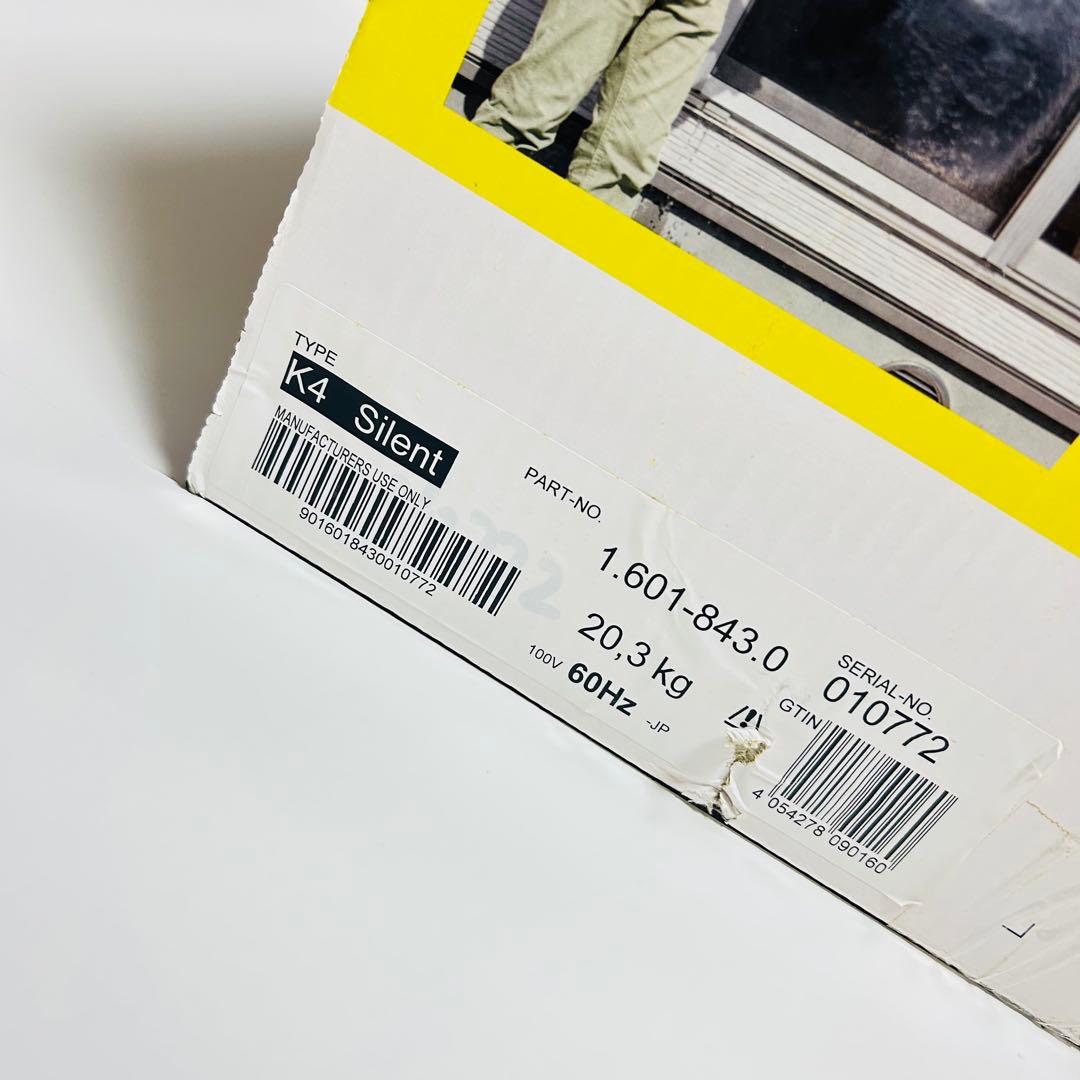 TYPE
K4 Silent
MANUFACTURERS USE ONLY
9016018430010772
PART-NO.
1.601-843.0
20,3 kg
100V 60Hz -JP
SERIAL-NO.
010772
GTIN
4 054278 090160